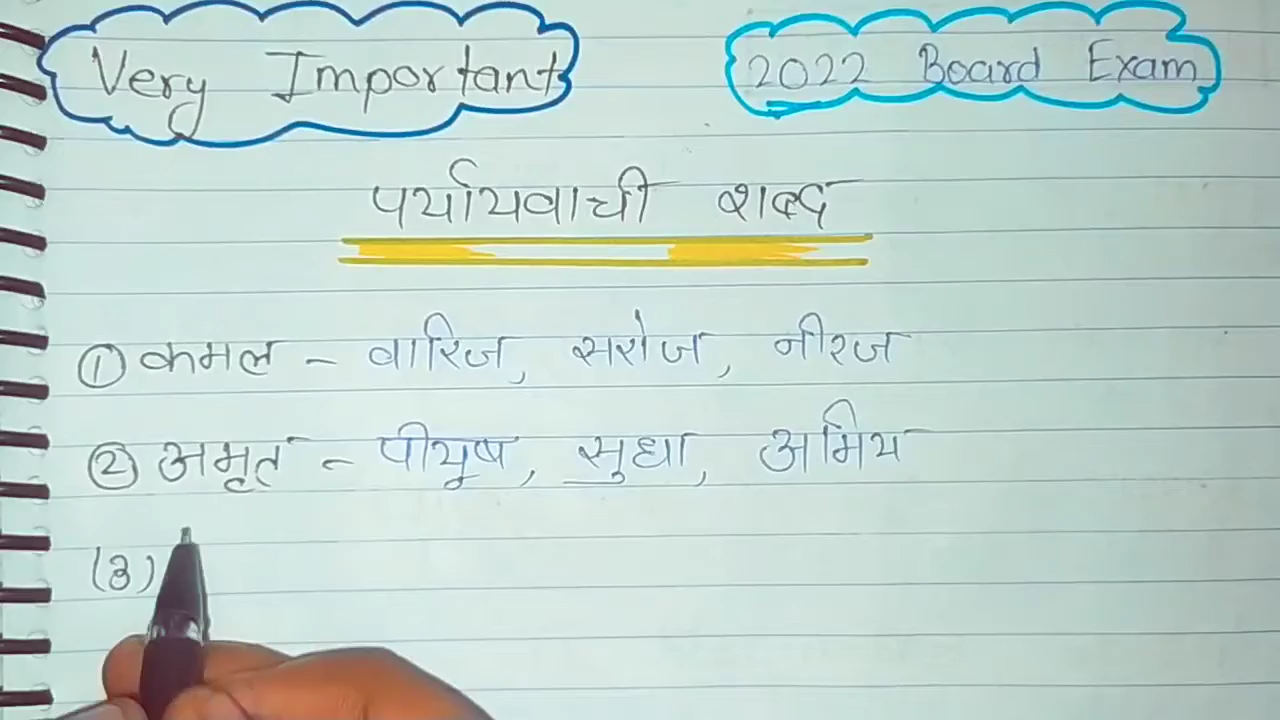 Very Important
2022 Board Exam
पर्यायवाची शब्द
① कमल - वारिज, सरोज, नीरज
② अमृत - पीयूष, सुधा, अमिय
(3)